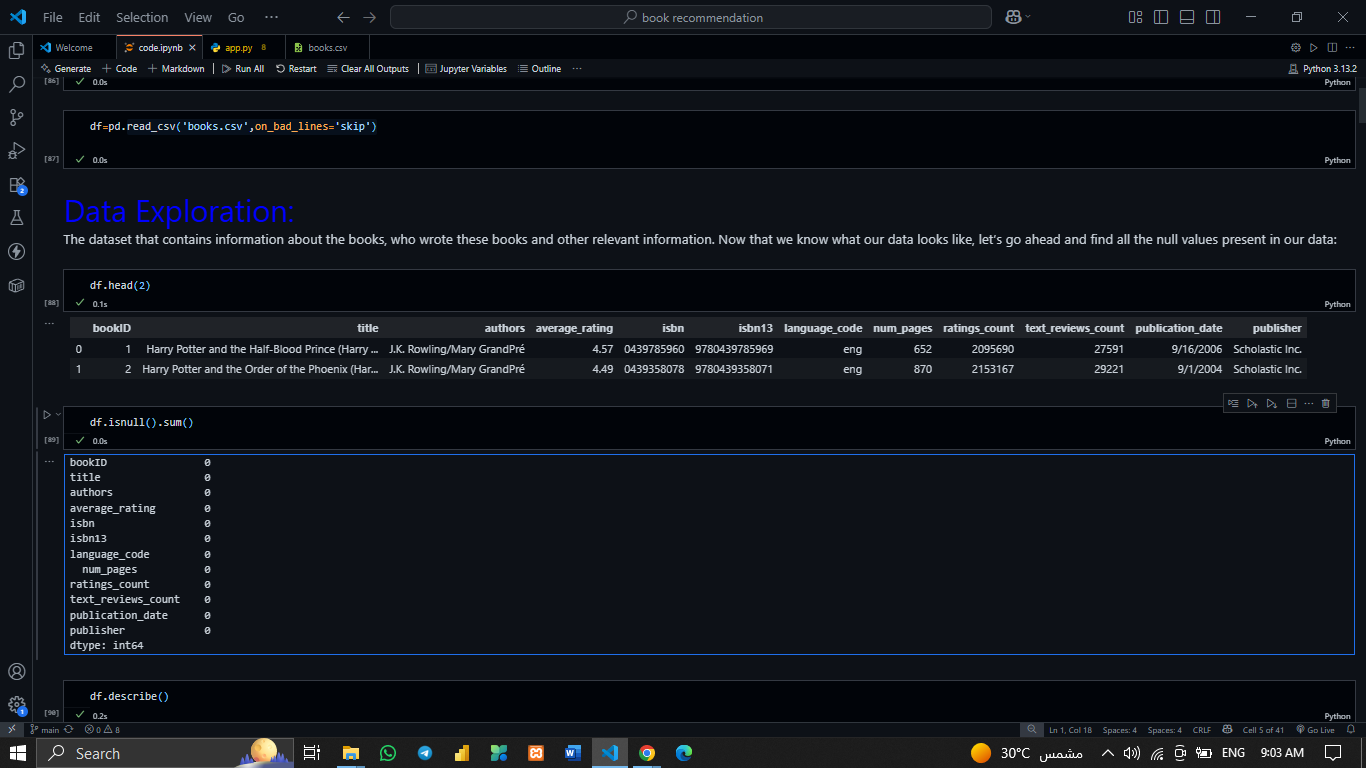 File Edit Selection View Go ··· book recommendation
Welcome code.ipynb app.py 8 books.csv
Generate + Code + Markdown Run All Restart Clear All Outputs Jupyter Variables Outline ··· Python 3.13.2
[86] 0.0s Python
df=pd.read_csv('books.csv',on_bad_lines='skip')
[87] 0.0s Python
Data Exploration:
The dataset that contains information about the books, who wrote these books and other relevant information. Now that we know what our data looks like, let's go ahead and find all the null values present in our data:
df.head(2)
[88] 0.1s Python
bookID title authors average_rating isbn isbn13 language_code num_pages ratings_count text_reviews_count publication_date publisher
0 1 Harry Potter and the Half-Blood Prince (Harry ... J.K. Rowling/Mary GrandPré 4.57 0439785960 9780439785969 eng 652 2095690 27591 9/16/2006 Scholastic Inc.
1 2 Harry Potter and the Order of the Phoenix (Har... J.K. Rowling/Mary GrandPré 4.49 0439358078 9780439358071 eng 870 2153167 29221 9/1/2004 Scholastic Inc.
df.isnull().sum()
[89] 0.0s Python
bookID 0
title 0
authors 0
average_rating 0
isbn 0
isbn13 0
language_code 0
num_pages 0
ratings_count 0
text_reviews_count 0
publication_date 0
publisher 0
dtype: int64
df.describe()
[90] 0.2s Python
main 0 8 Ln 1, Col 18 Spaces: 4 Spaces: 4 CRLF Cell 5 of 41 Go Live
Search 30°C مشمس ENG 9:03 AM